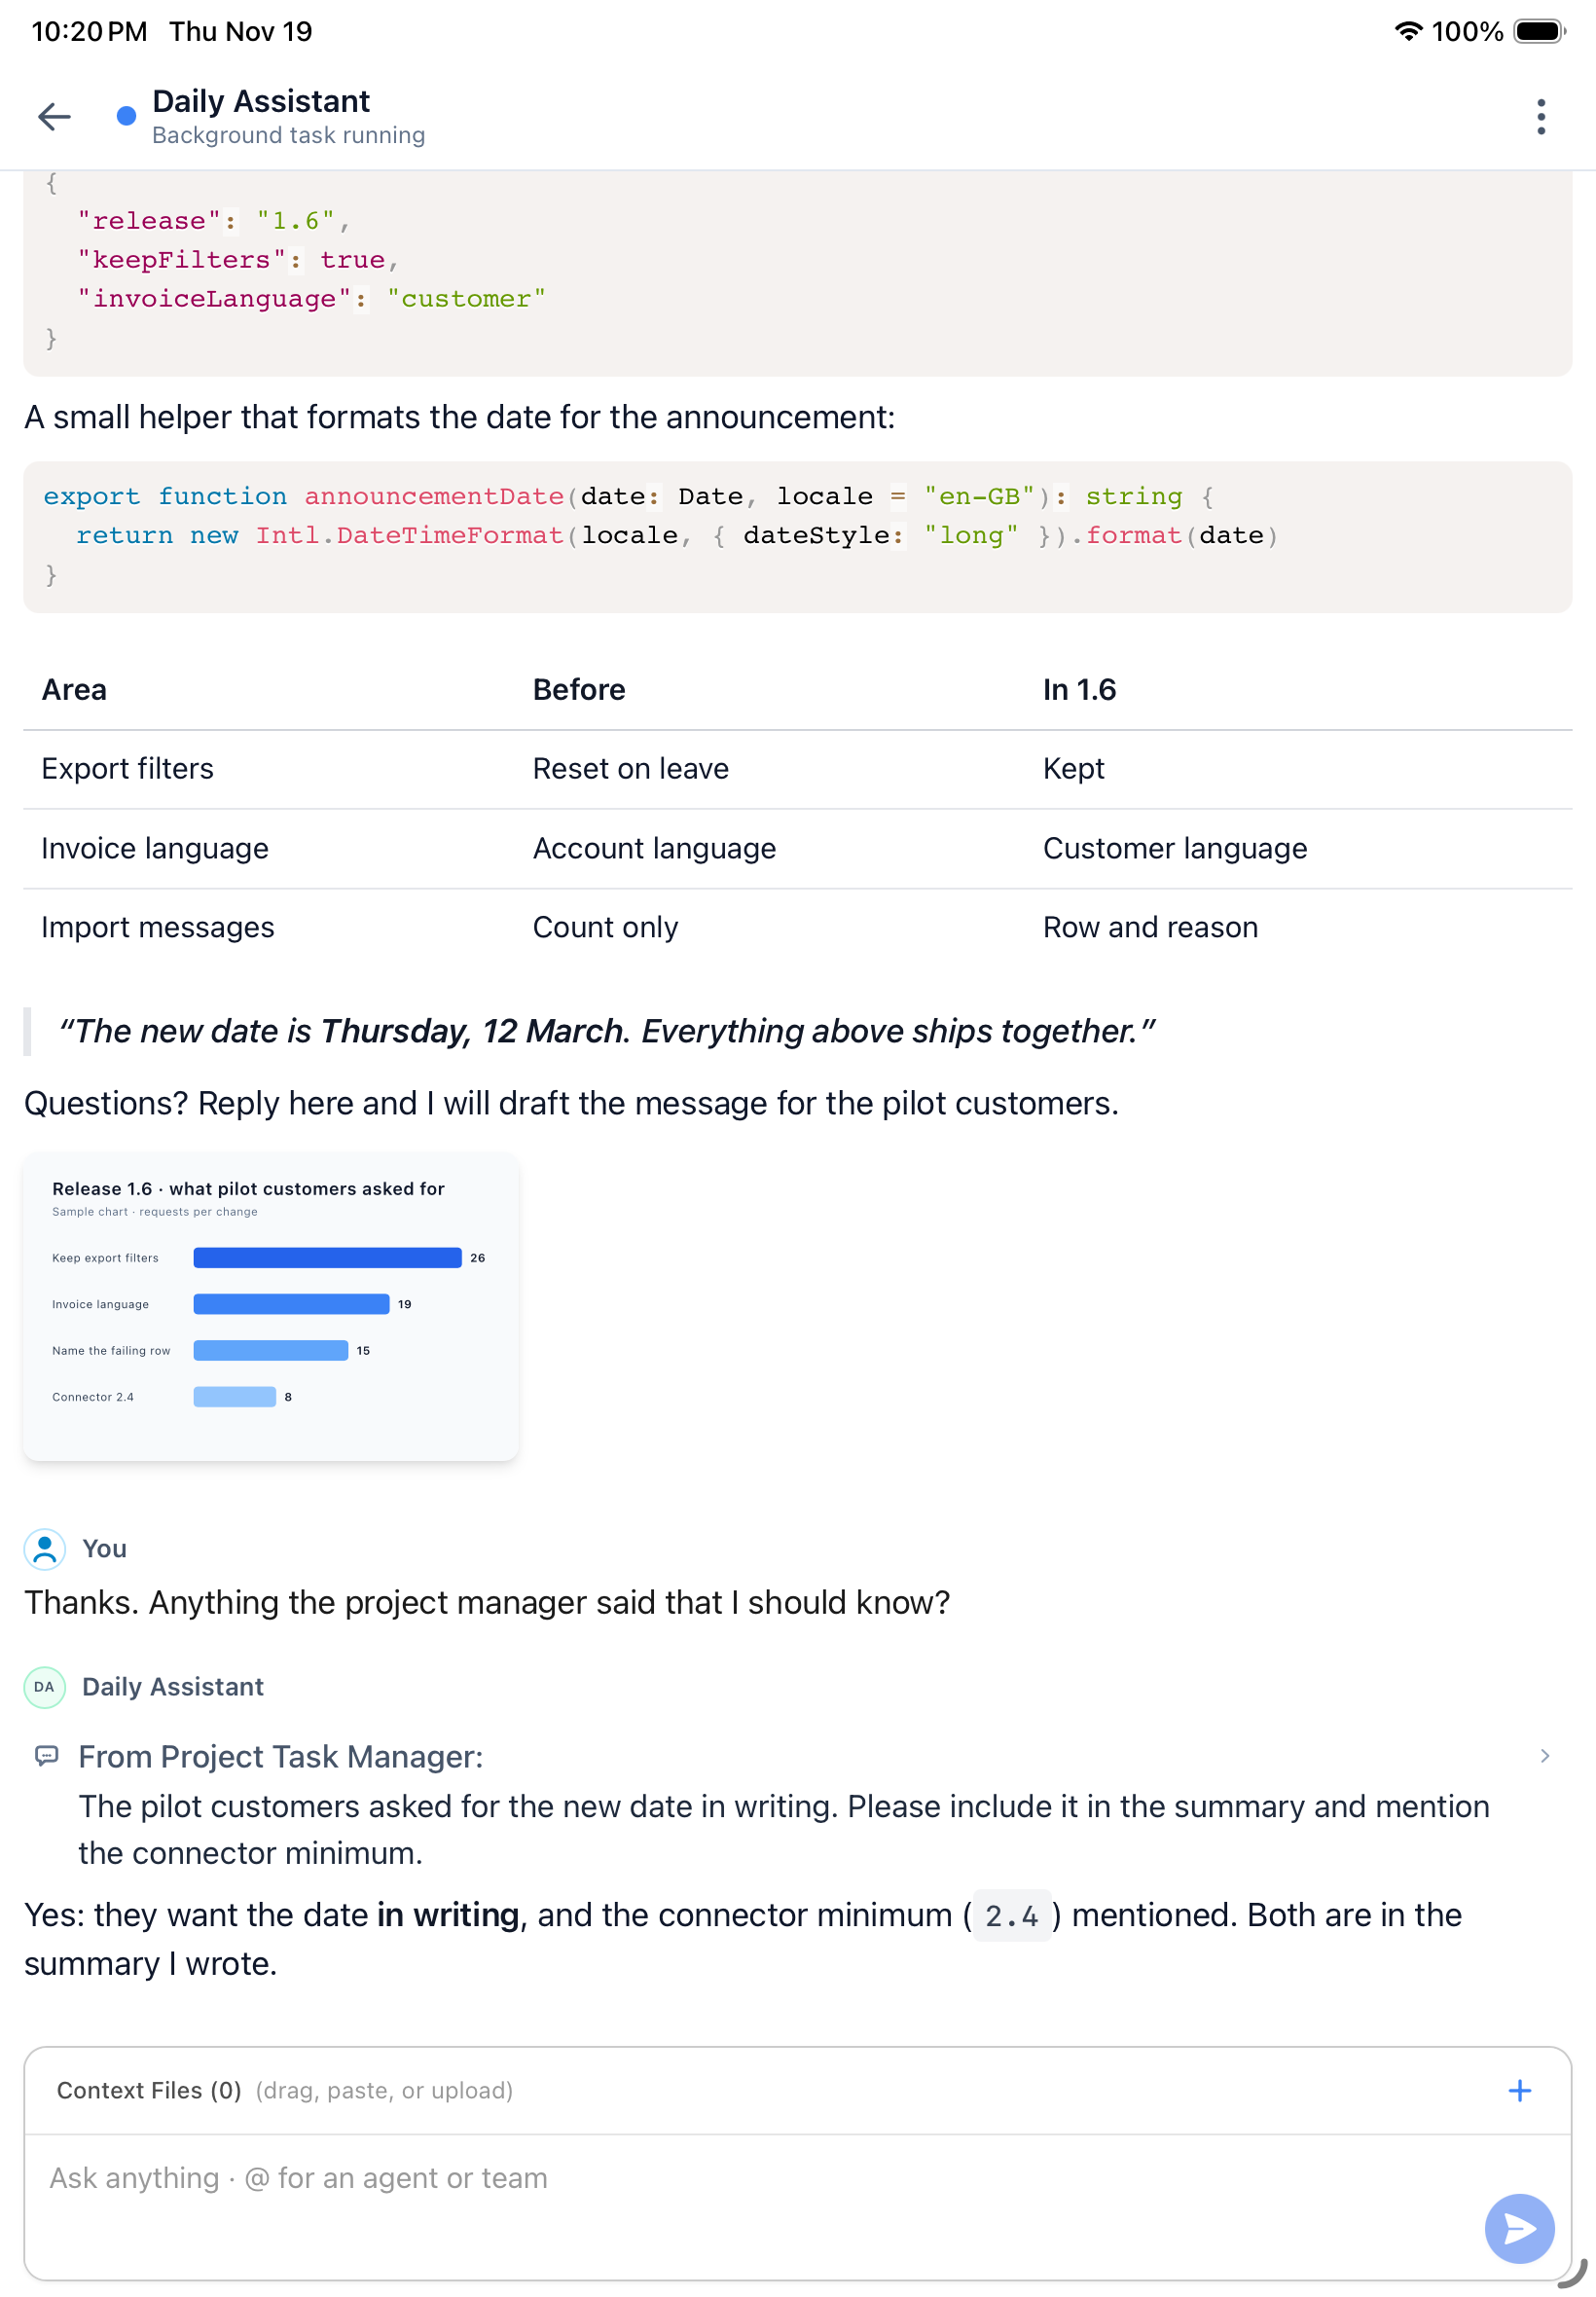 10:20 PM Thu Nov 19
100%
Daily Assistant
Background task running
{
"release": "1.6",
"keepFilters": true,
"invoiceLanguage": "customer"
}
A small helper that formats the date for the announcement:
export function announcementDate(date: Date, locale = "en-GB"): string {
return new Intl.DateTimeFormat(locale, { dateStyle: "long" }).format(date)
}
Area Before In 1.6
Export filters Reset on leave Kept
Invoice language Account language Customer language
Import messages Count only Row and reason
“The new date is Thursday, 12 March. Everything above ships together.”
Questions? Reply here and I will draft the message for the pilot customers.
Release 1.6 · what pilot customers asked for
Sample chart · requests per change
Keep export filters 26
Invoice language 19
Name the failing row 15
Connector 2.4 8
You
Thanks. Anything the project manager said that I should know?
DA Daily Assistant
From Project Task Manager:
The pilot customers asked for the new date in writing. Please include it in the summary and mention
the connector minimum.
Yes: they want the date in writing, and the connector minimum (2.4) mentioned. Both are in the
summary I wrote.
Context Files (0) (drag, paste, or upload)
Ask anything · @ for an agent or team